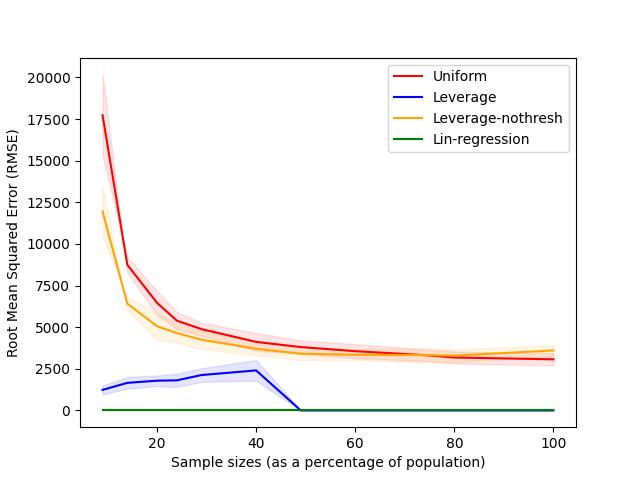 Uniform
Leverage
Leverage-nothresh
Lin-regression
Root Mean Squared Error (RMSE)
20000
17500
15000
12500
10000
7500
5000
2500
0
20 40 60 80 100
Sample sizes (as a percentage of population)